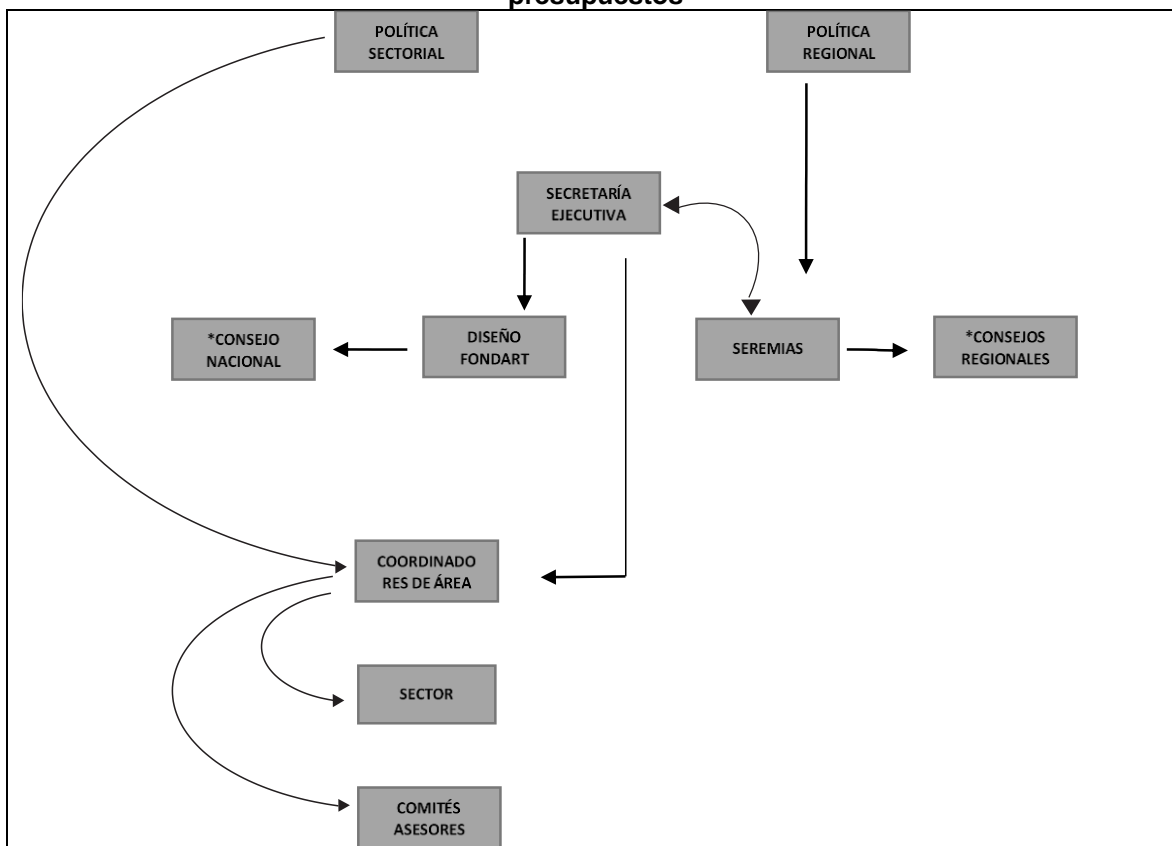 presupuestos
POLÍTICA
SECTORIAL
POLÍTICA
REGIONAL
SECRETARÍA
EJECUTIVA
*CONSEJO
NACIONAL
DISEÑO
FONDART
SEREMIAS
*CONSEJOS
REGIONALES
COORDINADO
RES DE ÁREA
SECTOR
COMITÉS
ASESORES